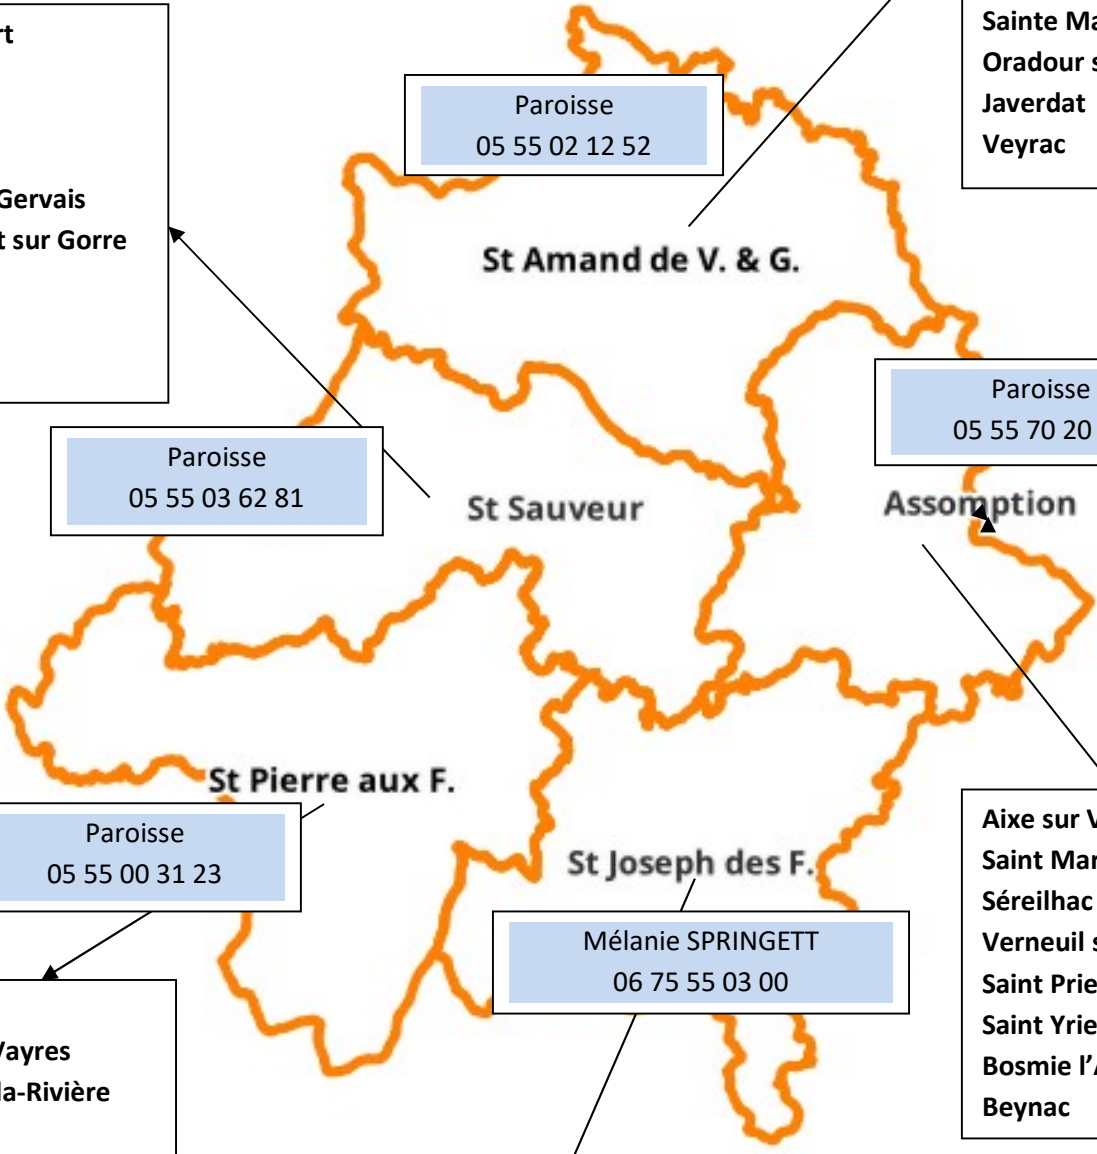 rt
Gervais
t sur Gorre
Paroisse
05 55 02 12 52
Sainte Ma
Oradour s
Javerdat
Veyrac
St Amand de V. & G.
Paroisse
05 55 70 20
Paroisse
05 55 03 62 81
St Sauveur
Assomption
St Pierre aux F.
Paroisse
05 55 00 31 23
St Joseph des F.
Mélanie SPRINGETT
06 75 55 03 00
Aixe sur V
Saint Mar
Séreilhac
Verneuil s
Saint Prie
Saint Yrie
Bosmie l’A
Beynac
Vayres
la-Rivière